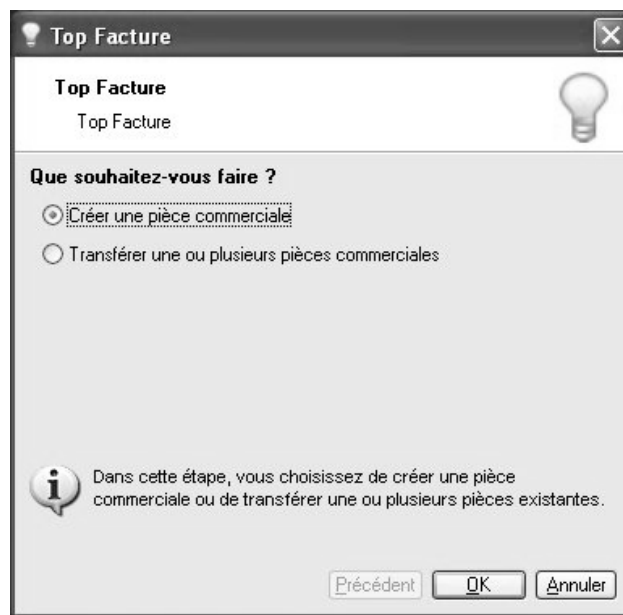 Top Facture
Top Facture
Top Facture
Que souhaitez-vous faire ?
Créer une pièce commerciale
Transférer une ou plusieurs pièces commerciales
Dans cette étape, vous choisissez de créer une pièce
commerciale ou de transférer une ou plusieurs pièces existantes.
Précédent OK Annuler